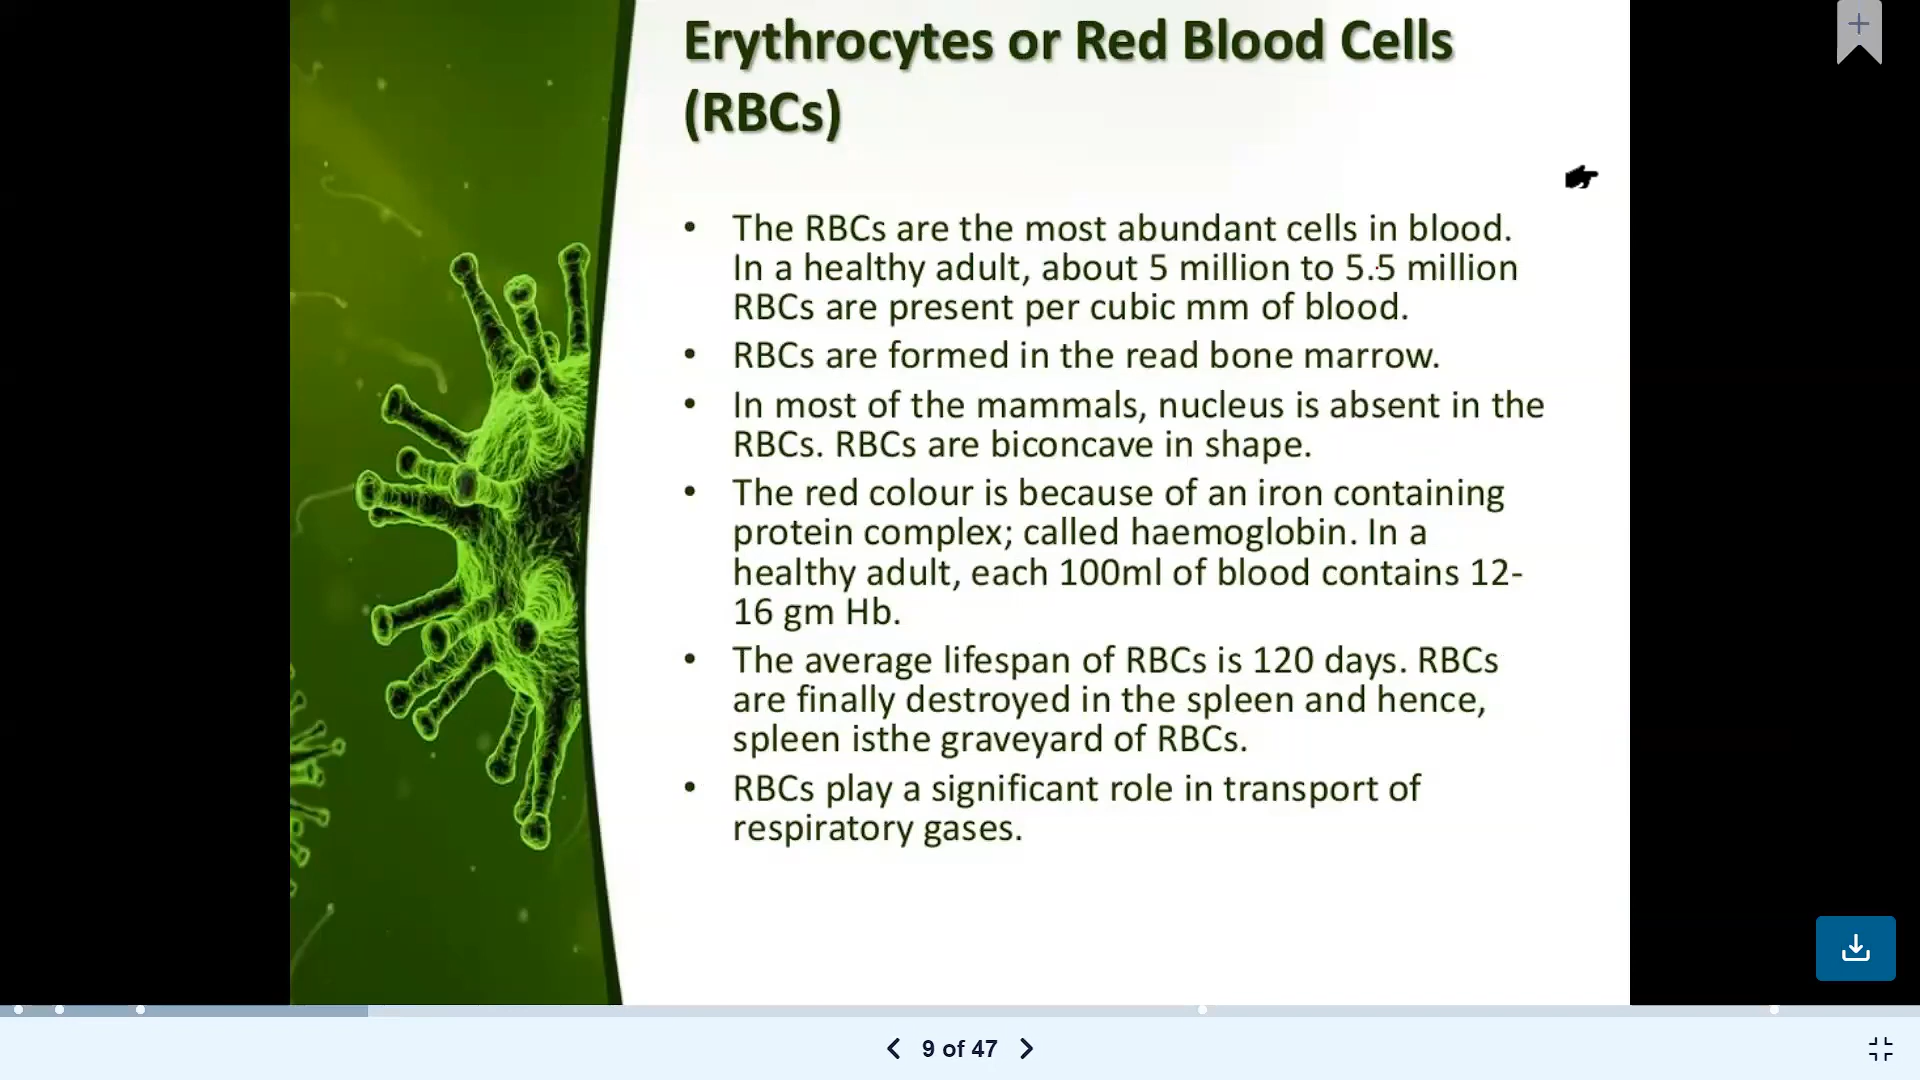 Erythrocytes or Red Blood Cells
(RBCs)
• The RBCs are the most abundant cells in blood.
In a healthy adult, about 5 million to 5.5 million
RBCs are present per cubic mm of blood.
• RBCs are formed in the read bone marrow.
• In most of the mammals, nucleus is absent in the
RBCs. RBCs are biconcave in shape.
• The red colour is because of an iron containing
protein complex; called haemoglobin. In a
healthy adult, each 100ml of blood contains 12-
16 gm Hb.
• The average lifespan of RBCs is 120 days. RBCs
are finally destroyed in the spleen and hence,
spleen isthe graveyard of RBCs.
• RBCs play a significant role in transport of
respiratory gases.
9 of 47